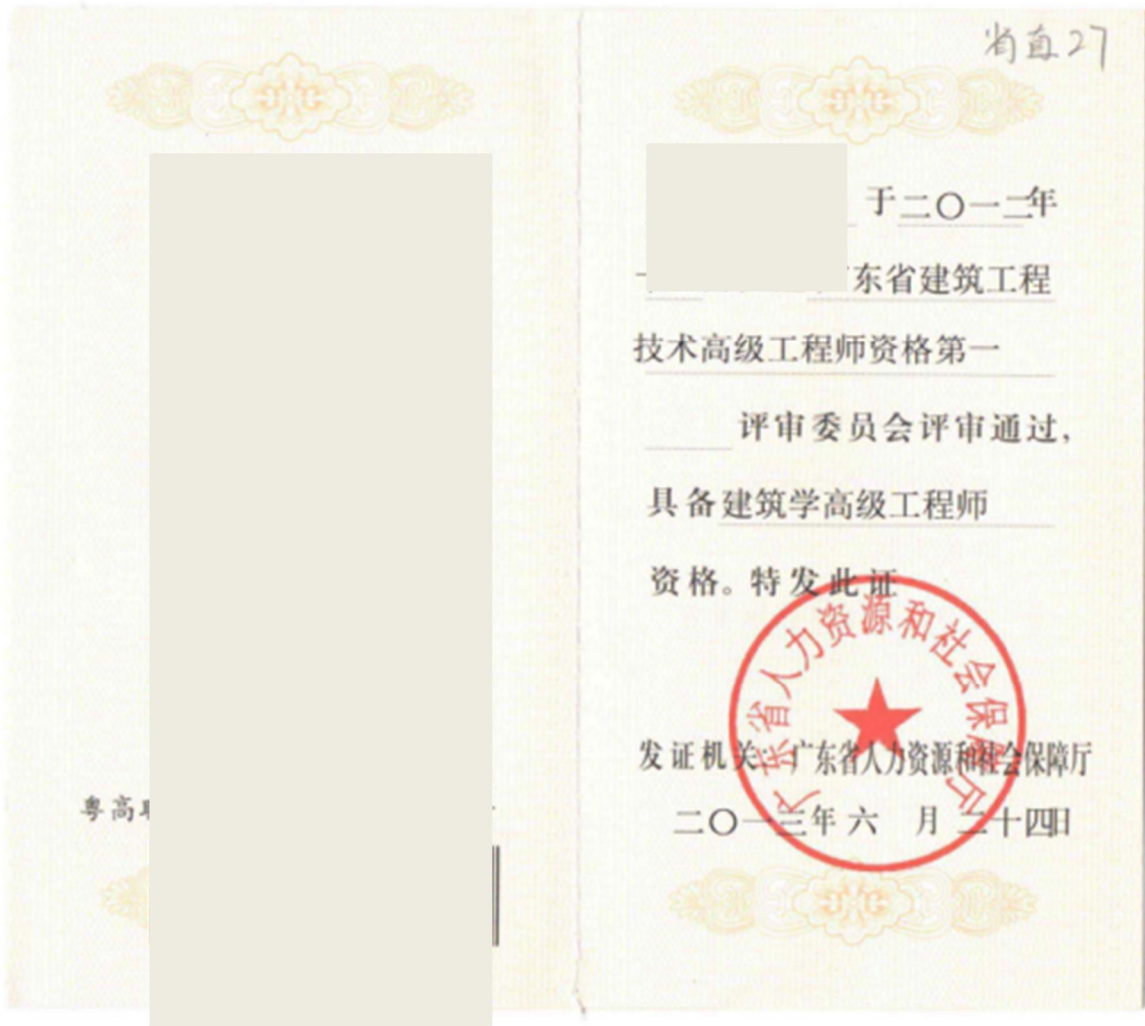 省直27
于二〇一二年
东省建筑工程
技术高级工程师资格第一
评审委员会评审通过,
具备建筑学高级工程师
资格。特发此证
广东省人力资源和社会保障厅
发证机关：广东省人力资源和社会保障厅
二〇一三年六月二十四日
粤高